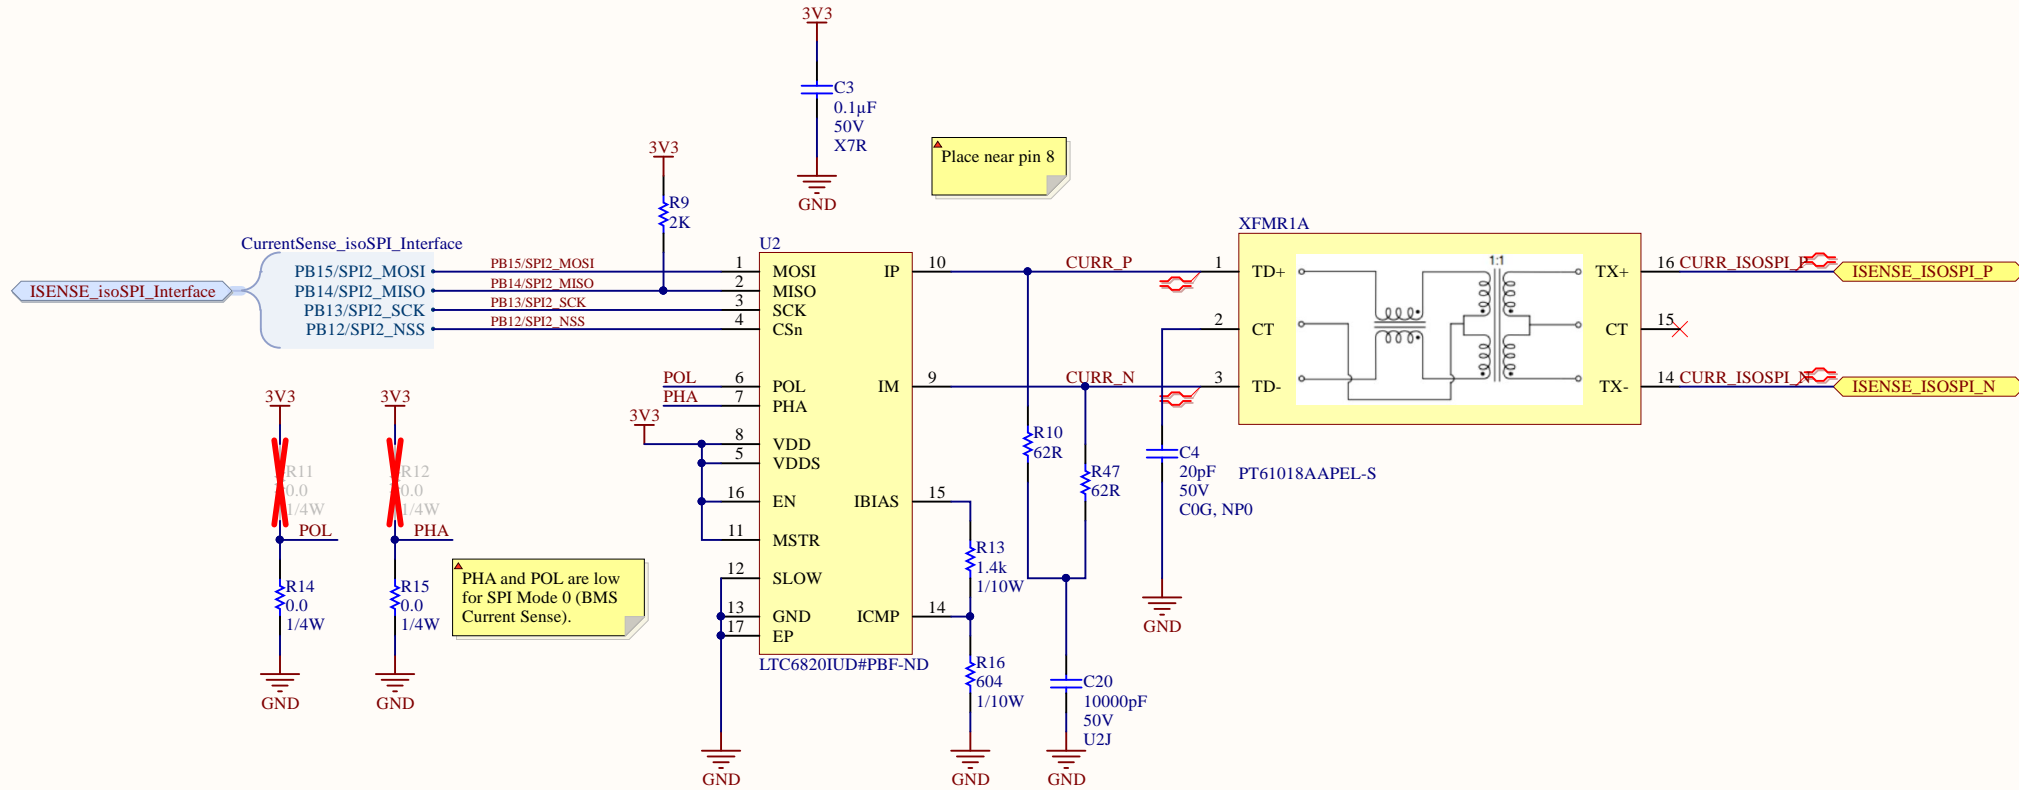 3V3
C3
0.1µF
50V
X7R
GND
Place near pin 8
3V3
R9
2K
CurrentSense_isoSPI_Interface
ISENSE_isoSPI_Interface
PB15/SPI2_MOSI
PB14/SPI2_MISO
PB13/SPI2_SCK
PB12/SPI2_NSS
PB15/SPI2_MOSI
PB14/SPI2_MISO
PB13/SPI2_SCK
PB12/SPI2_NSS
POL
PHA
3V3
U2
1 MOSI
2 MISO
3 SCK
4 CSn
6 POL
7 PHA
8 VDD
5 VDDS
16 EN
11 MSTR
12 SLOW
13 GND
17 EP
IP 10
IM 9
IBIAS 15
ICMP 14
LTC6820IUD#PBF-ND
GND
CURR_P
CURR_N
R10
62R
R47
62R
C4
20pF
50V
C0G, NP0
GND
R13
1.4k
1/10W
R16
604
1/10W
GND
C20
10000pF
50V
U2J
GND
XFMR1A
1 TD+
2 CT
3 TD-
1:1
TX+ 16
CT 15
TX- 14
PT61018AAPEL-S
CURR_ISOSPI_P
CURR_ISOSPI_N
ISENSE_ISOSPI_P
ISENSE_ISOSPI_N
3V3
R11
0.0
1/4W
POL
R14
0.0
1/4W
GND
3V3
R12
0.0
1/4W
PHA
R15
0.0
1/4W
GND
PHA and POL are low
for SPI Mode 0 (BMS
Current Sense).